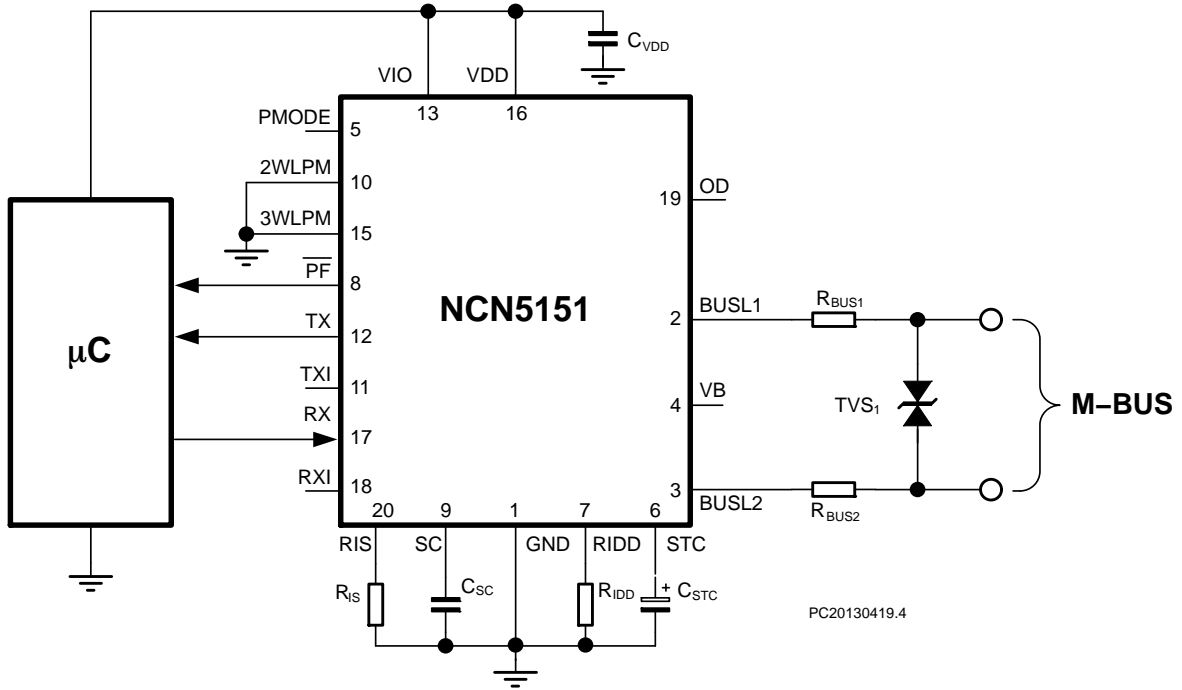 C_VDD
VIO
VDD
13
16
PMODE
5
2WLPM
10
3WLPM
15
PF
8
TX
12
TXI
11
RX
17
RXI
18
µC
NCN5151
19
OD
2
BUSL1
R_BUS1
4
VB
TVS_1
M–BUS
3
BUSL2
R_BUS2
20
9
1
7
6
RIS
SC
GND
RIDD
STC
R_IS
C_SC
R_IDD
+
C_STC
PC20130419.4